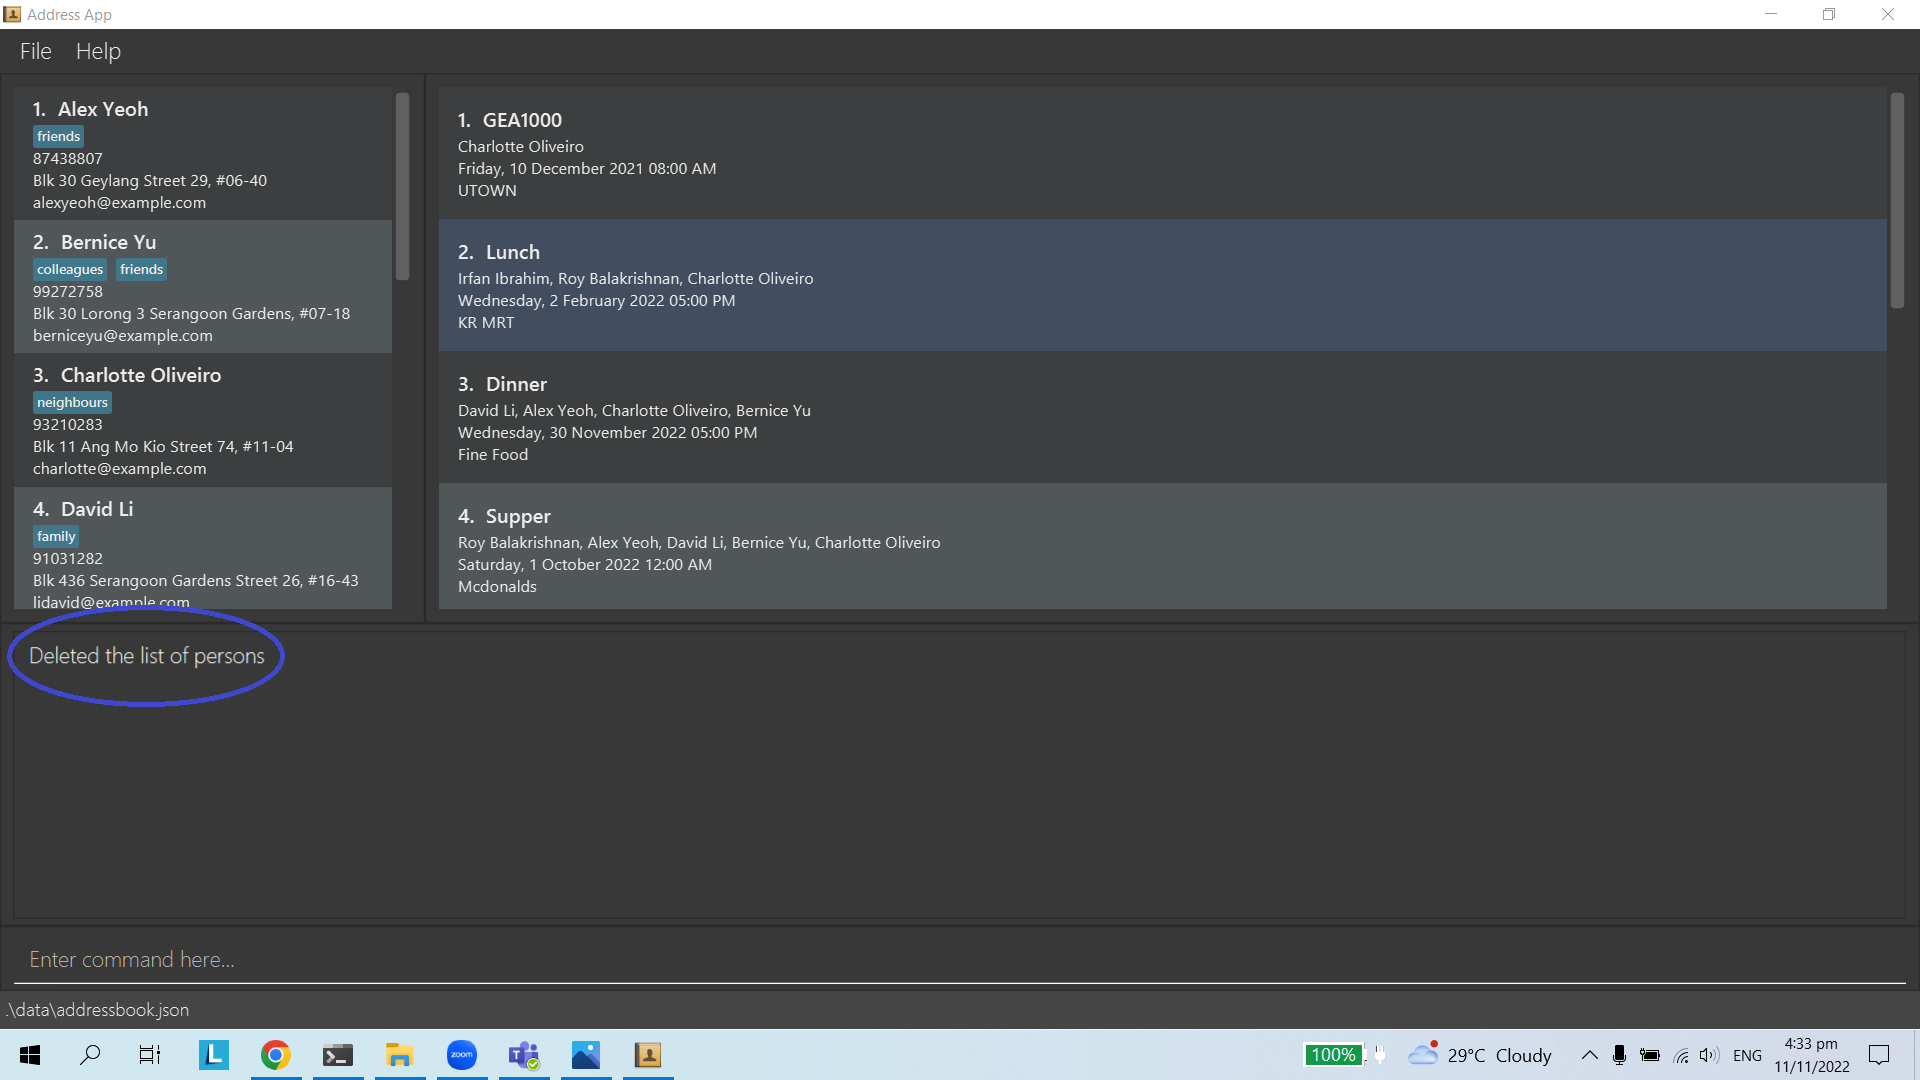 Address App
File Help
1. Alex Yeoh
friends
87438807
Blk 30 Geylang Street 29, #06-40
alexyeoh@example.com
2. Bernice Yu
colleagues friends
99272758
Blk 30 Lorong 3 Serangoon Gardens, #07-18
berniceyu@example.com
3. Charlotte Oliveiro
neighbours
93210283
Blk 11 Ang Mo Kio Street 74, #11-04
charlotte@example.com
4. David Li
family
91031282
Blk 436 Serangoon Gardens Street 26, #16-43
lidavid@example.com
1. GEA1000
Charlotte Oliveiro
Friday, 10 December 2021 08:00 AM
UTOWN
2. Lunch
Irfan Ibrahim, Roy Balakrishnan, Charlotte Oliveiro
Wednesday, 2 February 2022 05:00 PM
KR MRT
3. Dinner
David Li, Alex Yeoh, Charlotte Oliveiro, Bernice Yu
Wednesday, 30 November 2022 05:00 PM
Fine Food
4. Supper
Roy Balakrishnan, Alex Yeoh, David Li, Bernice Yu, Charlotte Oliveiro
Saturday, 1 October 2022 12:00 AM
Mcdonalds
Deleted the list of persons
Enter command here...
.\data\addressbook.json
L
zoom
T
100%
29°C Cloudy
ENG
4:33 pm
11/11/2022